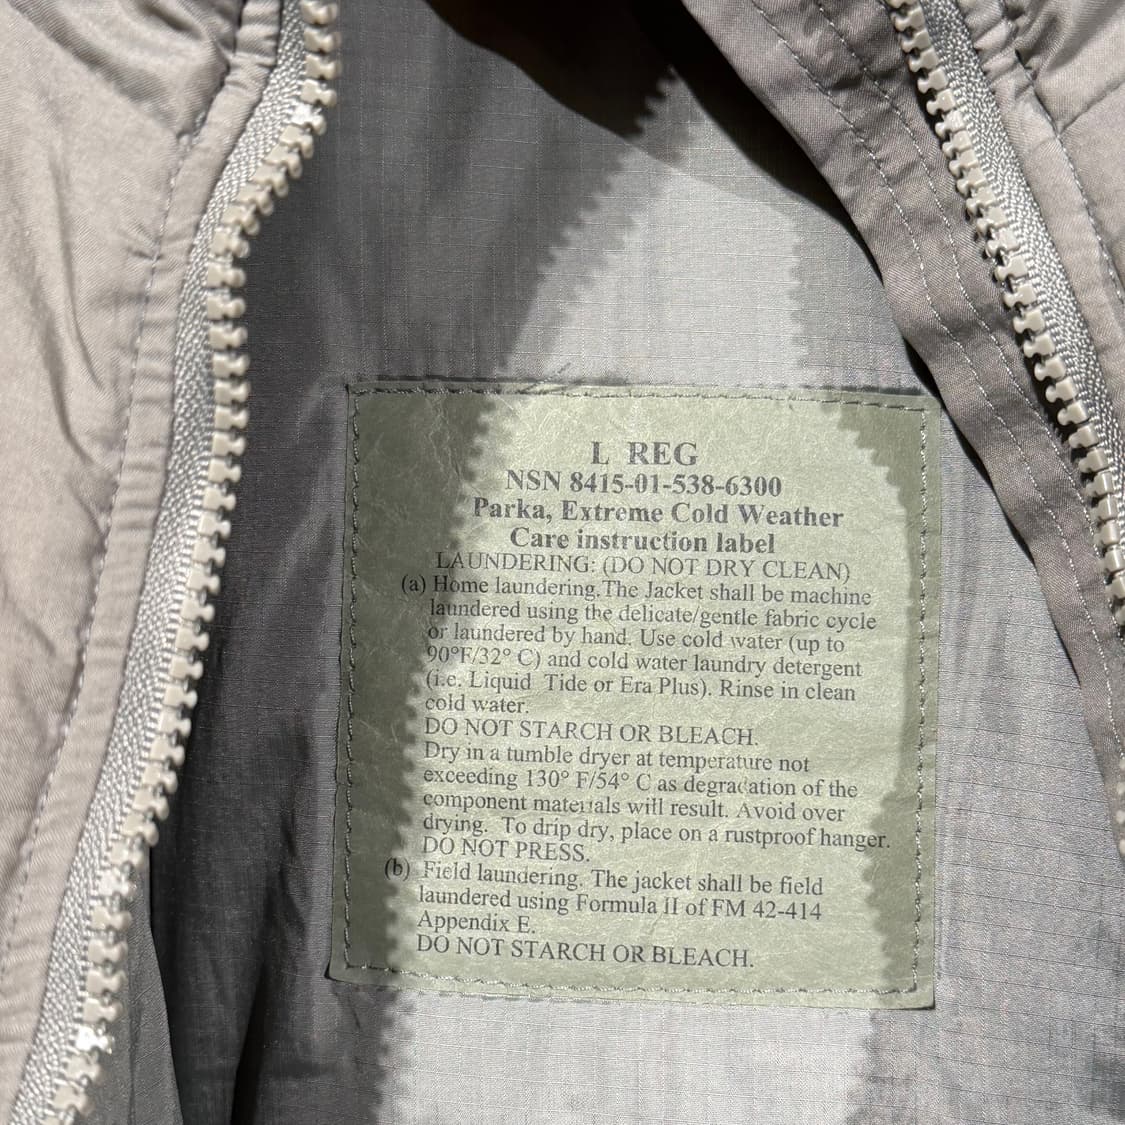 L REG
NSN 8415-01-538-6300
Parka, Extreme Cold Weather
Care instruction label
LAUNDERING: (DO NOT DRY CLEAN)
(a) Home laundering. The Jacket shall be machine
laundered using the delicate/gentle fabric cycle
or laundered by hand. Use cold water (up to
90°F/32° C) and cold water laundry detergent
(i.e. Liquid Tide or Era Plus). Rinse in clean
cold water.
DO NOT STARCH OR BLEACH.
Dry in a tumble dryer at temperature not
exceeding 130° F/54° C as degradation of the
component materials will result. Avoid over
drying. To drip dry, place on a rustproof hanger.
DO NOT PRESS.
(b) Field laundering. The jacket shall be field
laundered using Formula II of FM 42-414
Appendix E.
DO NOT STARCH OR BLEACH.